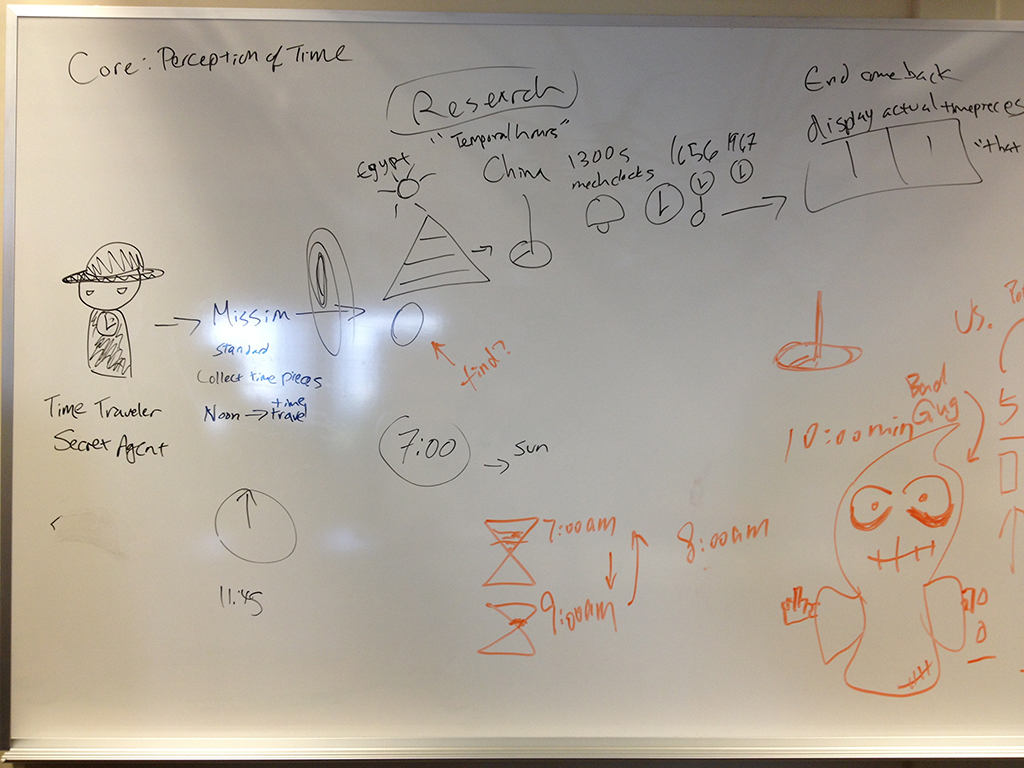 Core: Perception of Time
Research
"Temporal hours"
Egypt
China
1300s
mech clocks
1656
1967
End come back
display actual timepieces
"that
Mission
Standard
Collect time pieces
Noon → time travel
Time Traveler
Secret Agent
find?
7:00 → Sun
11:45
7:00am
9:00am
8:00am
10:00min
Bad
Guy
Vs.
5